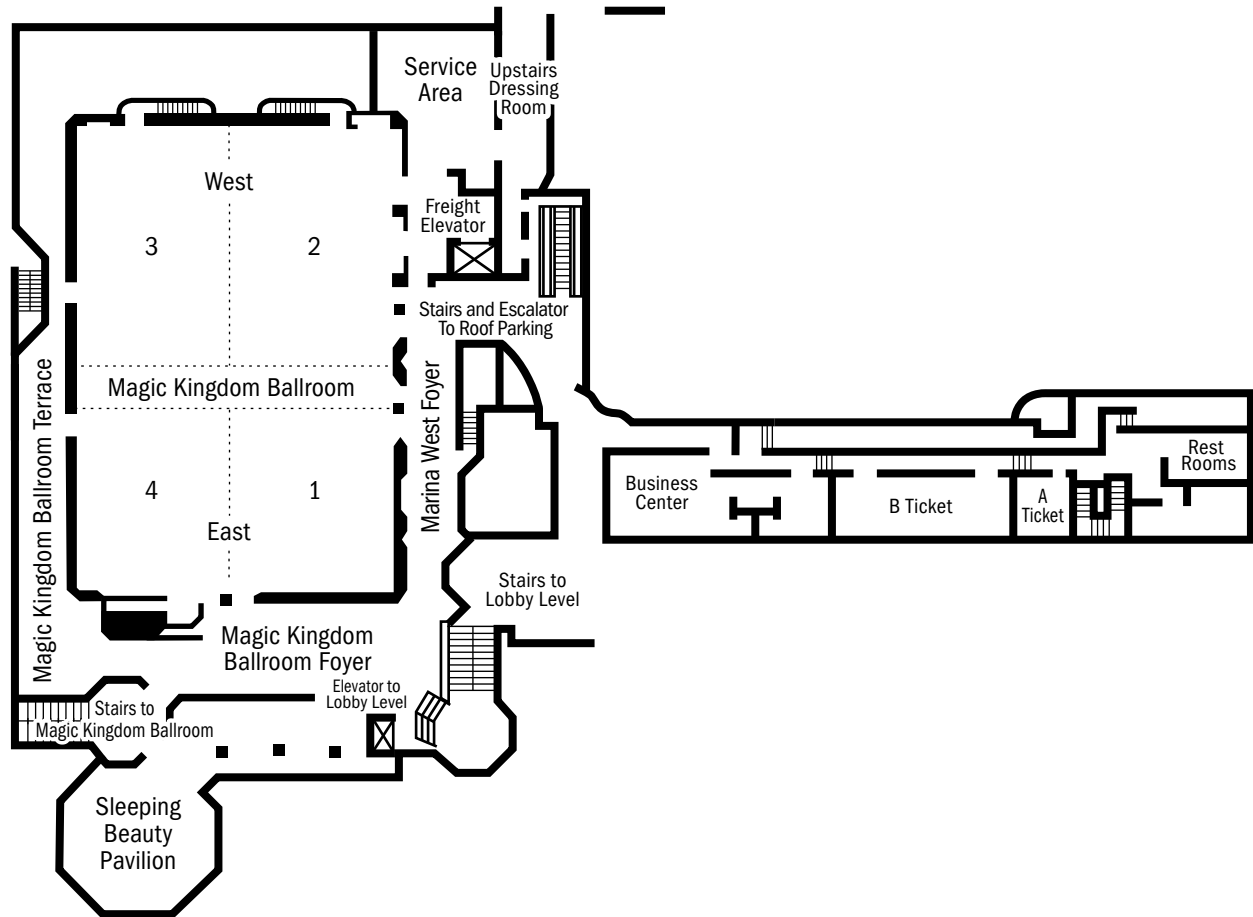 Service
Area
Upstairs
Dressing
Room
West
Freight
Elevator
3
2
Stairs and Escalator
To Roof Parking
Magic Kingdom Ballroom Terrace
Magic Kingdom Ballroom
Marina West Foyer
4
1
East
Business
Center
B Ticket
A
Ticket
Rest
Rooms
Stairs to
Lobby Level
Magic Kingdom
Ballroom Foyer
Elevator to
Lobby Level
Stairs to
Magic Kingdom Ballroom
Sleeping
Beauty
Pavilion